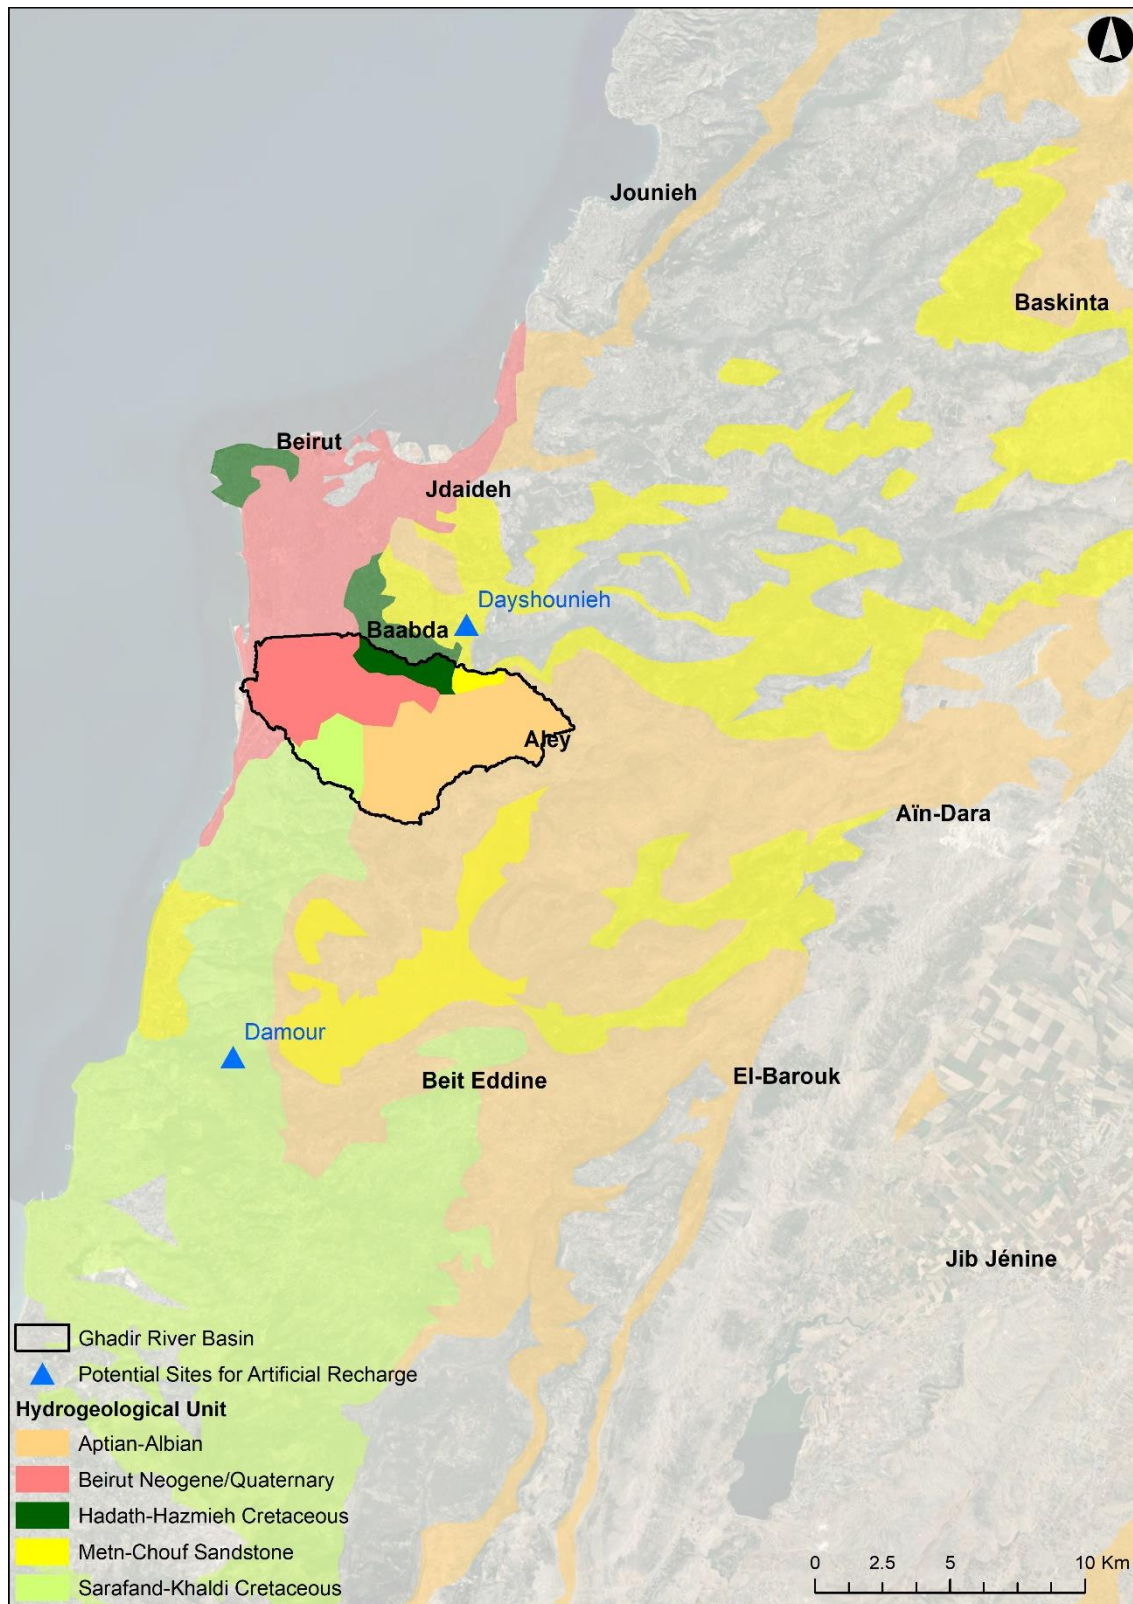 Jounieh
Baskinta
Beirut
Jdaideh
Dayshounieh
Baabda
Aley
Aïn-Dara
Damour
Beit Eddine
El-Barouk
Jib Jénine
Ghadir River Basin
Potential Sites for Artificial Recharge
Hydrogeological Unit
Aptian-Albian
Beirut Neogene/Quaternary
Hadath-Hazmieh Cretaceous
Metn-Chouf Sandstone
Sarafand-Khaldi Cretaceous
0 2.5 5 10 Km